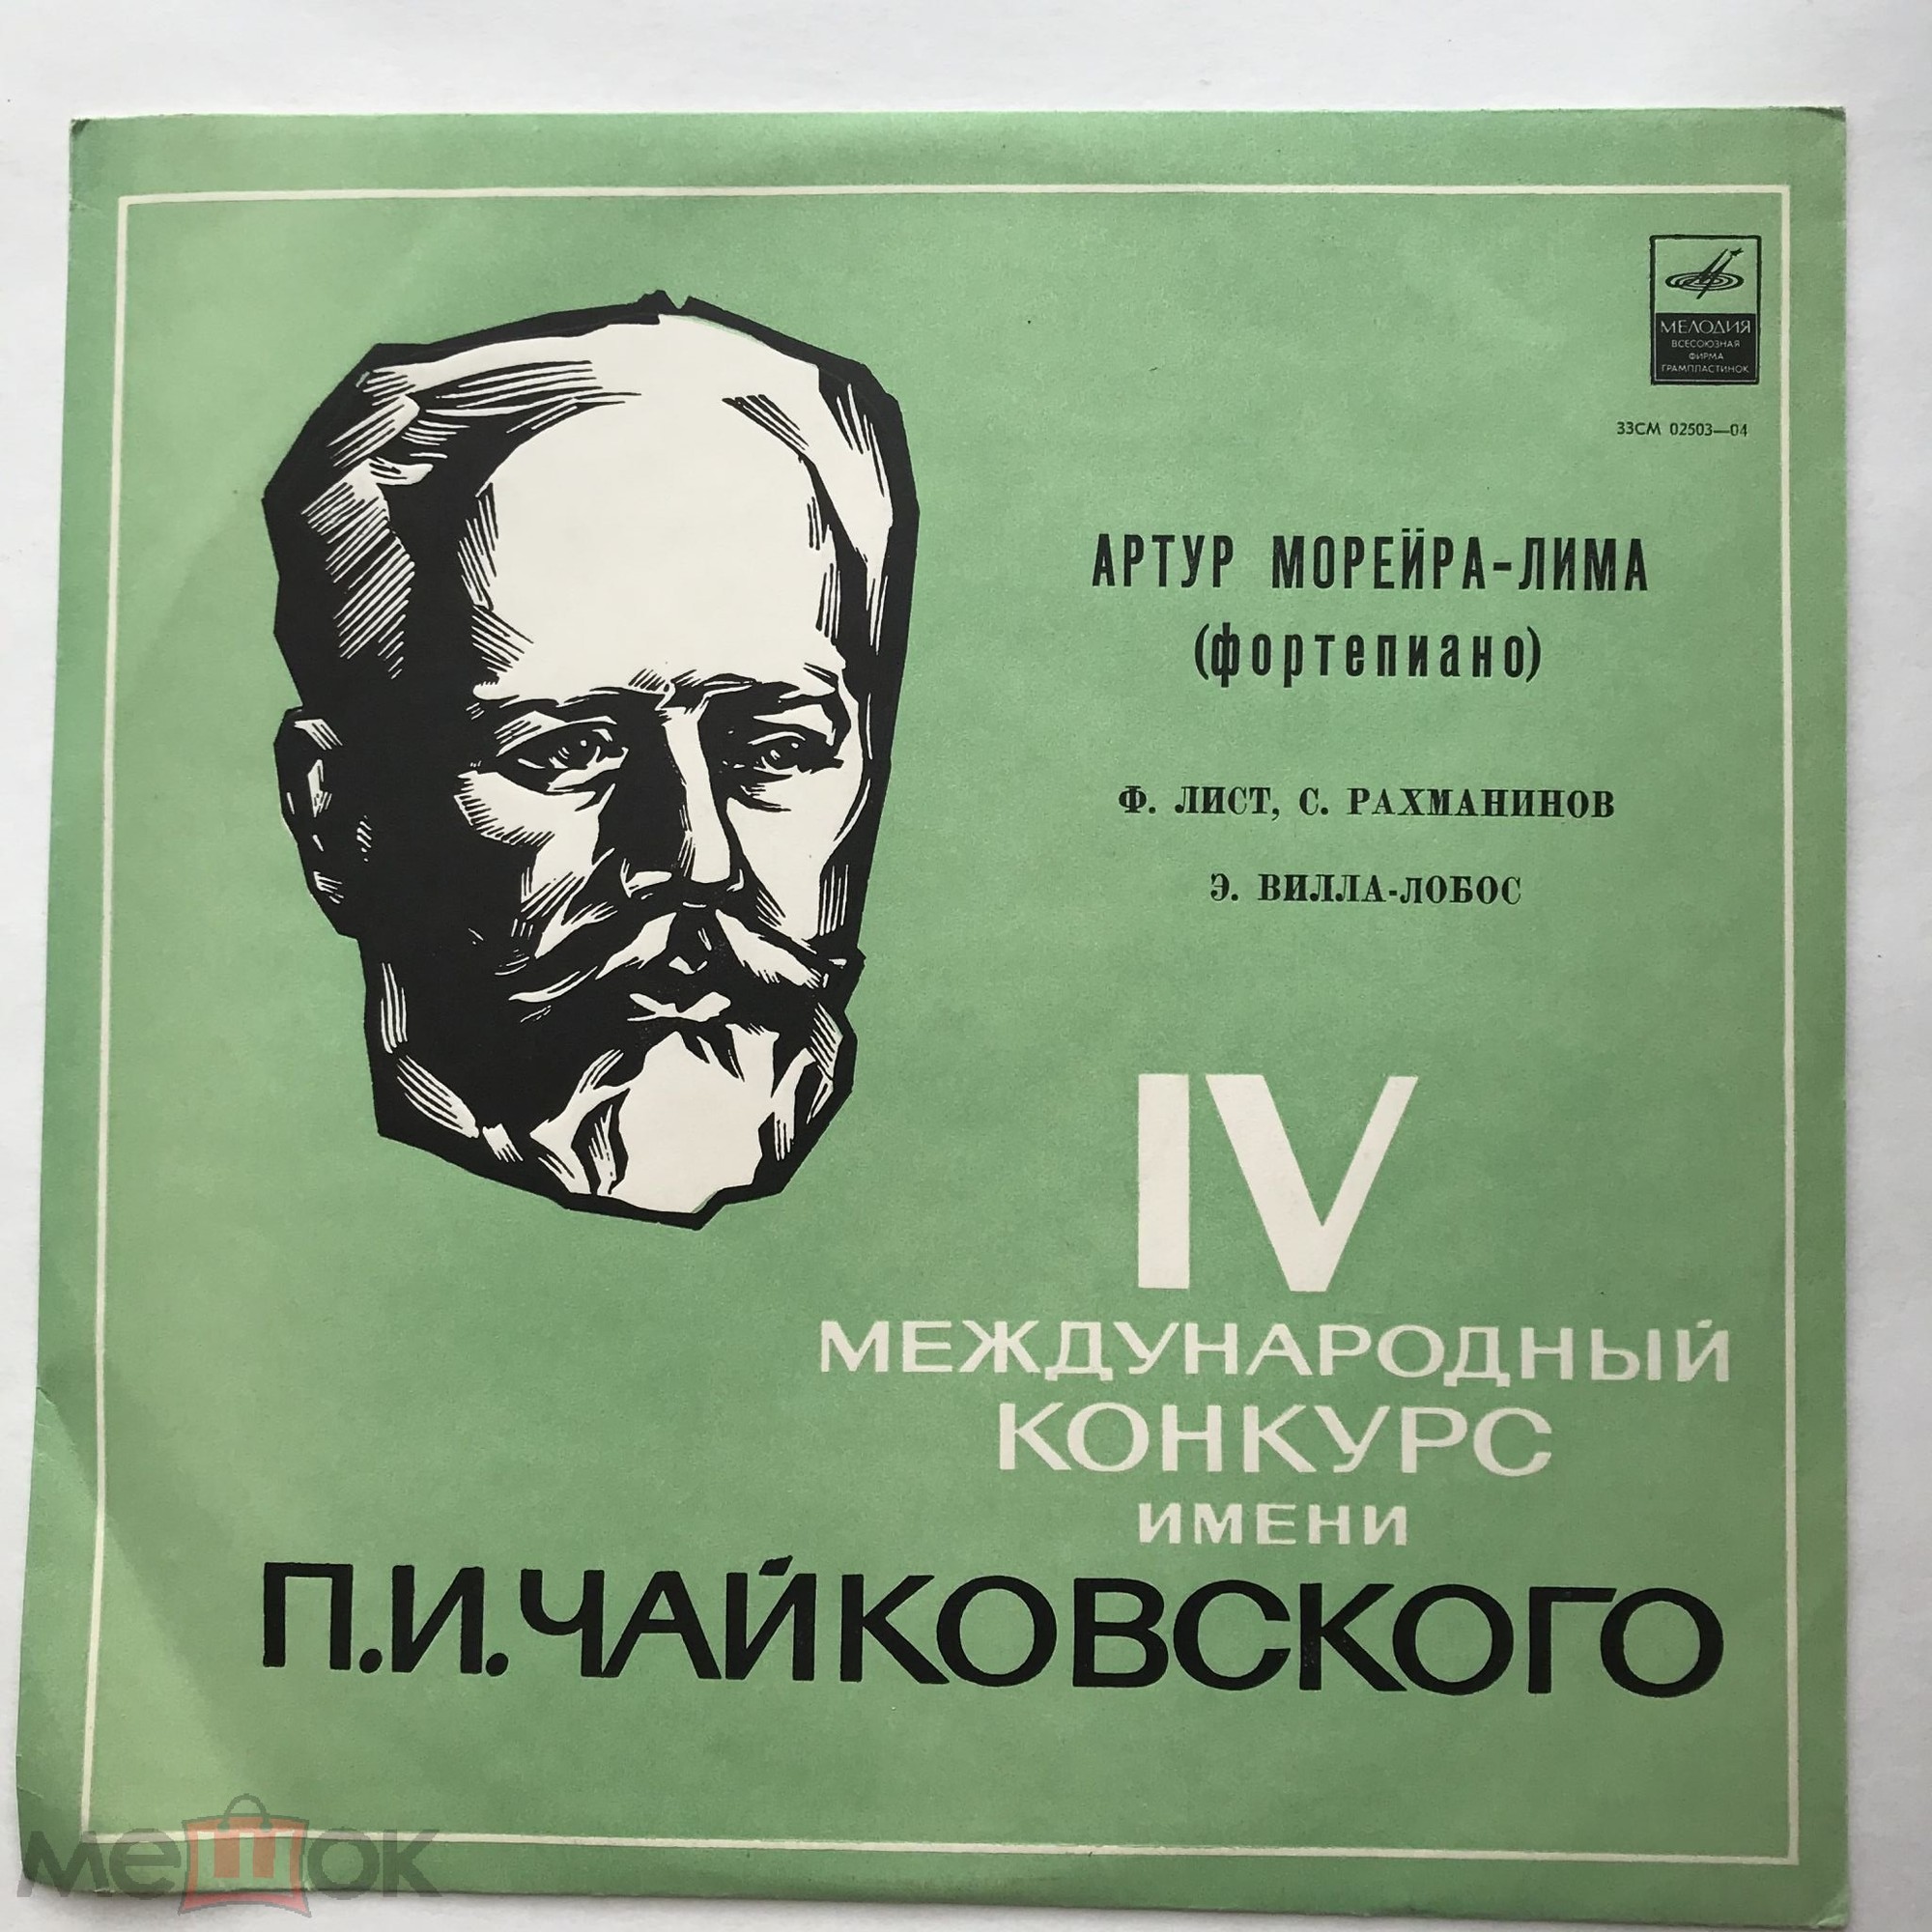 МЕЛОДИЯ
ВСЕСОЮЗНАЯ
ФИРМА
ГРАМПЛАСТИНОК
33СМ 02503—04
АРТУР МОРЕЙРА-ЛИМА
(фортепиано)
Ф. ЛИСТ, С. РАХМАНИНОВ
Э. ВИЛЛА-ЛОБОС
IV
МЕЖДУНАРОДНЫЙ
КОНКУРС
ИМЕНИ
П.И.ЧАЙКОВСКОГО
мешок